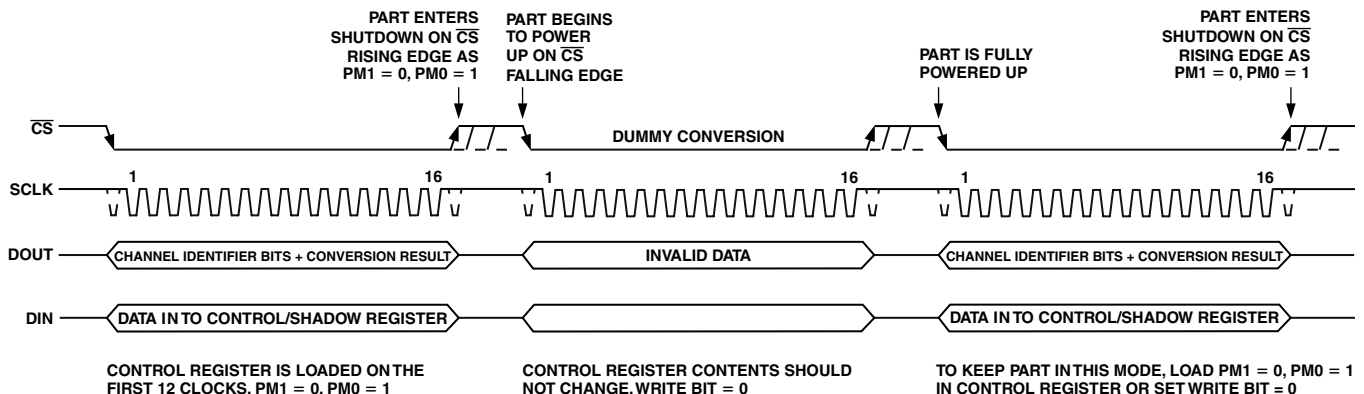 PART ENTERS
SHUTDOWN ON CS
RISING EDGE AS
PM1 = 0, PM0 = 1
PART BEGINS
TO POWER
UP ON CS
FALLING EDGE
PART IS FULLY
POWERED UP
PART ENTERS
SHUTDOWN ON CS
RISING EDGE AS
PM1 = 0, PM0 = 1
CS
DUMMY CONVERSION
SCLK
1
16
1
16
1
16
DOUT
CHANNEL IDENTIFIER BITS + CONVERSION RESULT
INVALID DATA
CHANNEL IDENTIFIER BITS + CONVERSION RESULT
DIN
DATA IN TO CONTROL/SHADOW REGISTER
DATA IN TO CONTROL/SHADOW REGISTER
CONTROL REGISTER IS LOADED ON THE
FIRST 12 CLOCKS, PM1 = 0, PM0 = 1
CONTROL REGISTER CONTENTS SHOULD
NOT CHANGE, WRITE BIT = 0
TO KEEP PART IN THIS MODE, LOAD PM1 = 0, PM0 = 1
IN CONTROL REGISTER OR SET WRITE BIT = 0